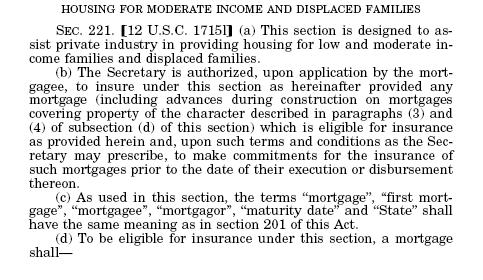 HOUSING FOR MODERATE INCOME AND DISPLACED FAMILIES
SEC. 221. [12 U.S.C. 1715l] (a) This section is designed to as-
sist private industry in providing housing for low and moderate in-
come families and displaced families.
(b) The Secretary is authorized, upon application by the mort-
gagee, to insure under this section as hereinafter provided any
mortgage (including advances during construction on mortgages
covering property of the character described in paragraphs (3) and
(4) of subsection (d) of this section) which is eligible for insurance
as provided herein and, upon such terms and conditions as the Sec-
retary may prescribe, to make commitments for the insurance of
such mortgages prior to the date of their execution or disbursement
thereon.
(c) As used in this section, the terms “mortgage”, “first mort-
gage”, “mortgagee”, “mortgagor”, “maturity date” and “State” shall
have the same meaning as in section 201 of this Act.
(d) To be eligible for insurance under this section, a mortgage
shall—